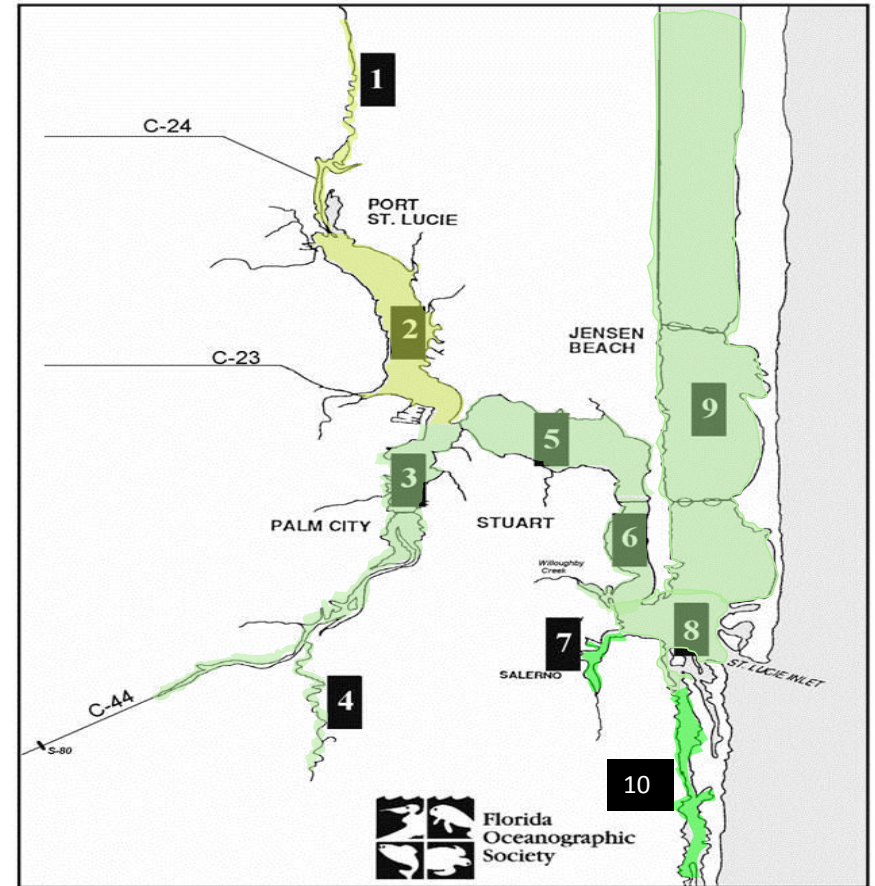 1
C-24
PORT
ST. LUCIE
2
JENSEN
BEACH
C-23
9
5
3
PALM CITY
STUART
6
Willoughby
Creek
7
8
SALERNO
ST. LUCIE INLET
4
C-44
S-80
10
Florida
Oceanographic
Society